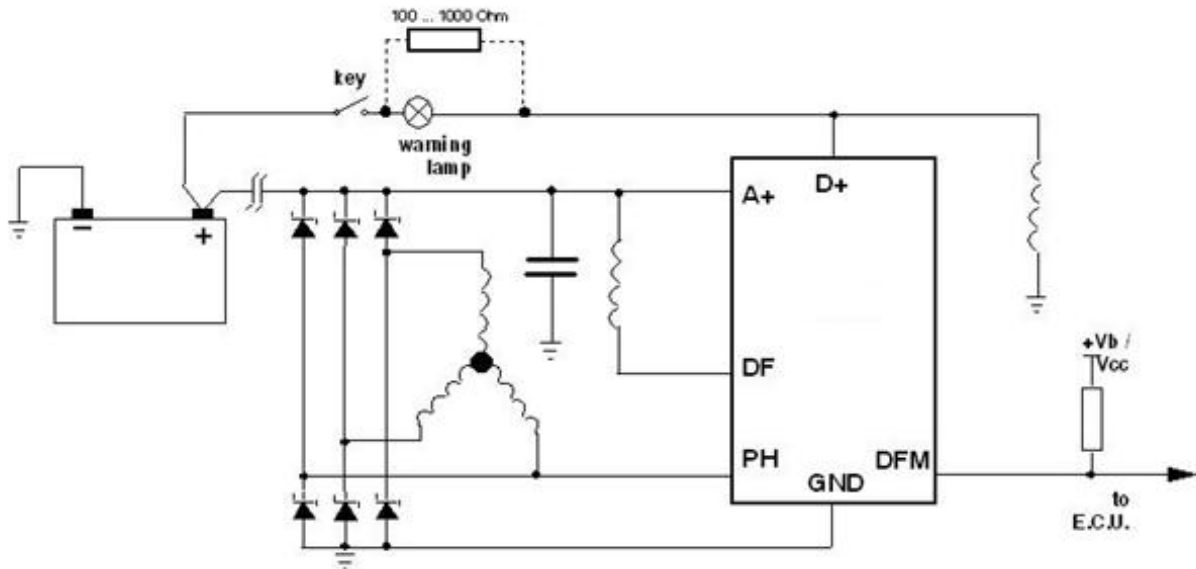 100 ... 1000 Ohm
key
warning
lamp
A+
D+
−
+
DF
+Vb /
Vcc
PH
DFM
GND
to
E.C.U.